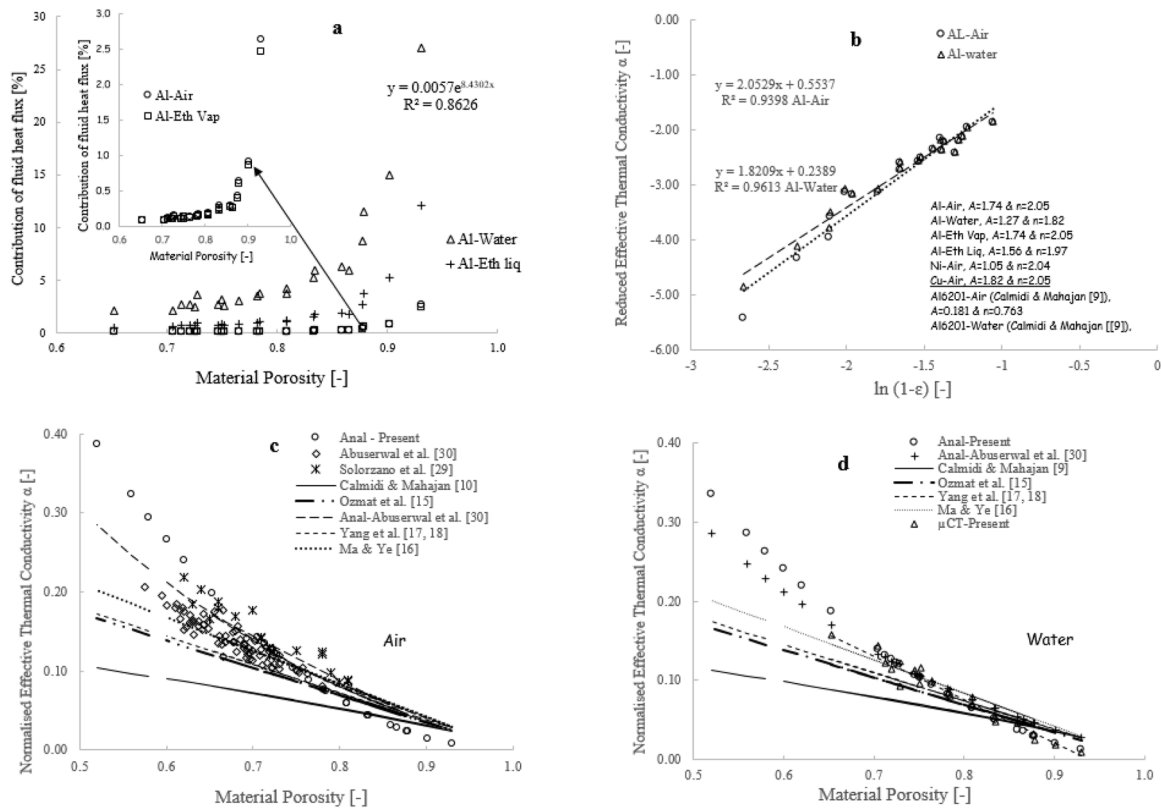 a
Contribution of fluid heat flux [%]
30
25
20
15
10
5
0
0.6
0.7
0.8
0.9
1.0
Material Porosity [-]
Contribution of fluid heat flux [%]
3.0
2.5
2.0
1.5
1.0
0.5
0.0
0.6
0.7
0.8
0.9
1.0
Material Porosity [-]
Al-Air
Al-Eth Vap
y = 0.0057e^8.4302x
R² = 0.8626
Al-Water
Al-Eth liq
b
Reduced Effective Thermal Conductivity α [-]
0.00
-1.00
-2.00
-3.00
-4.00
-5.00
-6.00
-3
-2.5
-2
-1.5
-1
-0.5
0
ln (1-ε) [-]
AL-Air
Al-water
y = 2.0529x + 0.5537
R² = 0.9398 Al-Air
y = 1.8209x + 0.2389
R² = 0.9613 Al-Water
Al-Air, A=1.74 & n=2.05
Al-Water, A=1.27 & n=1.82
Al-Eth Vap, A=1.74 & n=2.05
Al-Eth Liq, A=1.56 & n=1.97
Ni-Air, A=1.05 & n=2.04
Cu-Air, A=1.82 & n=2.05
Al6201-Air (Calmidi & Mahajan [9]),
A=0.181 & n=0.763
Al6201-Water (Calmidi & Mahajan [[9]),
c
Normalised Effective Thermal Conductivity α [-]
0.40
0.30
0.20
0.10
0.00
0.5
0.6
0.7
0.8
0.9
1.0
Material Porosity [-]
Anal - Present
Abuserwal et al. [30]
Solorzano et al. [29]
Calmidi & Mahajan [10]
Ozmat et al. [15]
Anal-Abuserwal et al. [30]
Yang et al. [17, 18]
Ma & Ye [16]
Air
d
Normalised Effective Thermal Conductivity α [-]
0.40
0.30
0.20
0.10
0.00
0.5
0.6
0.7
0.8
0.9
1.0
Material Porosity [-]
Anal-Present
Anal-Abuserwal et al. [30]
Calmidi & Mahajan [9]
Ozmat et al. [15]
Yang et al. [17, 18]
Ma & Ye [16]
µCT-Present
Water